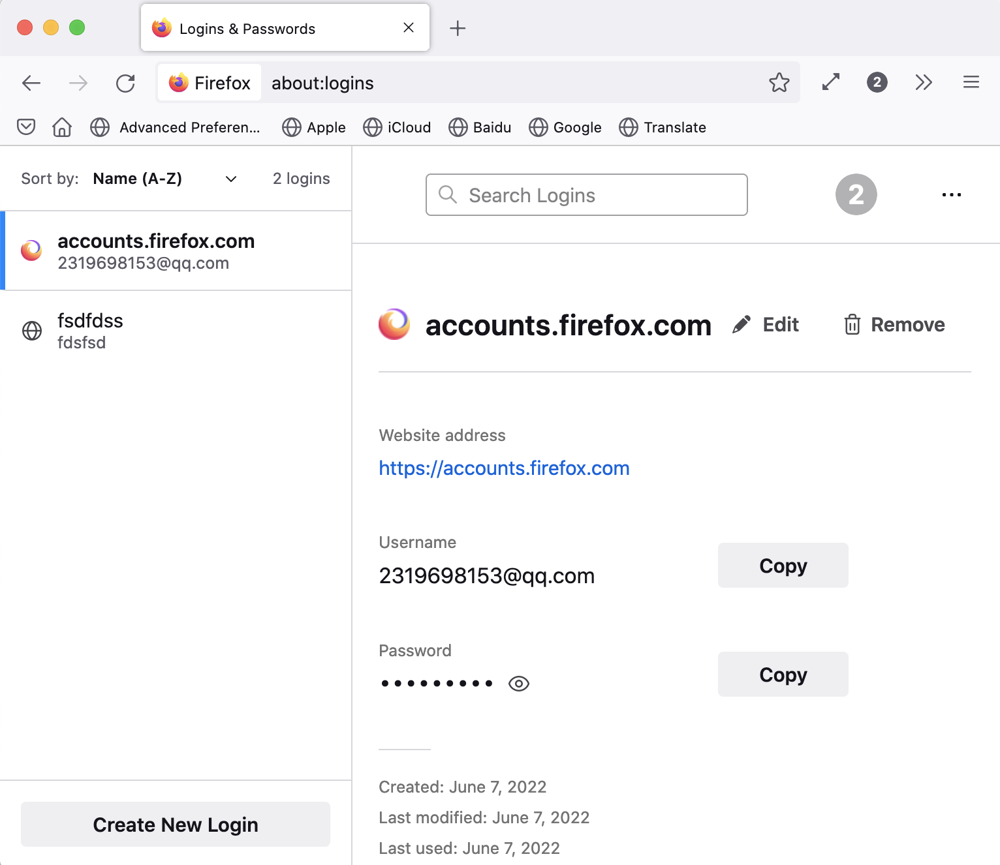 Logins & Passwords
Firefox about:logins 2
Advanced Preferen... Apple iCloud Baidu Google Translate
Sort by: Name (A-Z) 2 logins
Search Logins 2
accounts.firefox.com
2319698153@qq.com
fsdfdss
fdsfsd
Create New Login
accounts.firefox.com Edit Remove
Website address
https://accounts.firefox.com
Username
2319698153@qq.com Copy
Password
••••••••• Copy
Created: June 7, 2022
Last modified: June 7, 2022
Last used: June 7, 2022